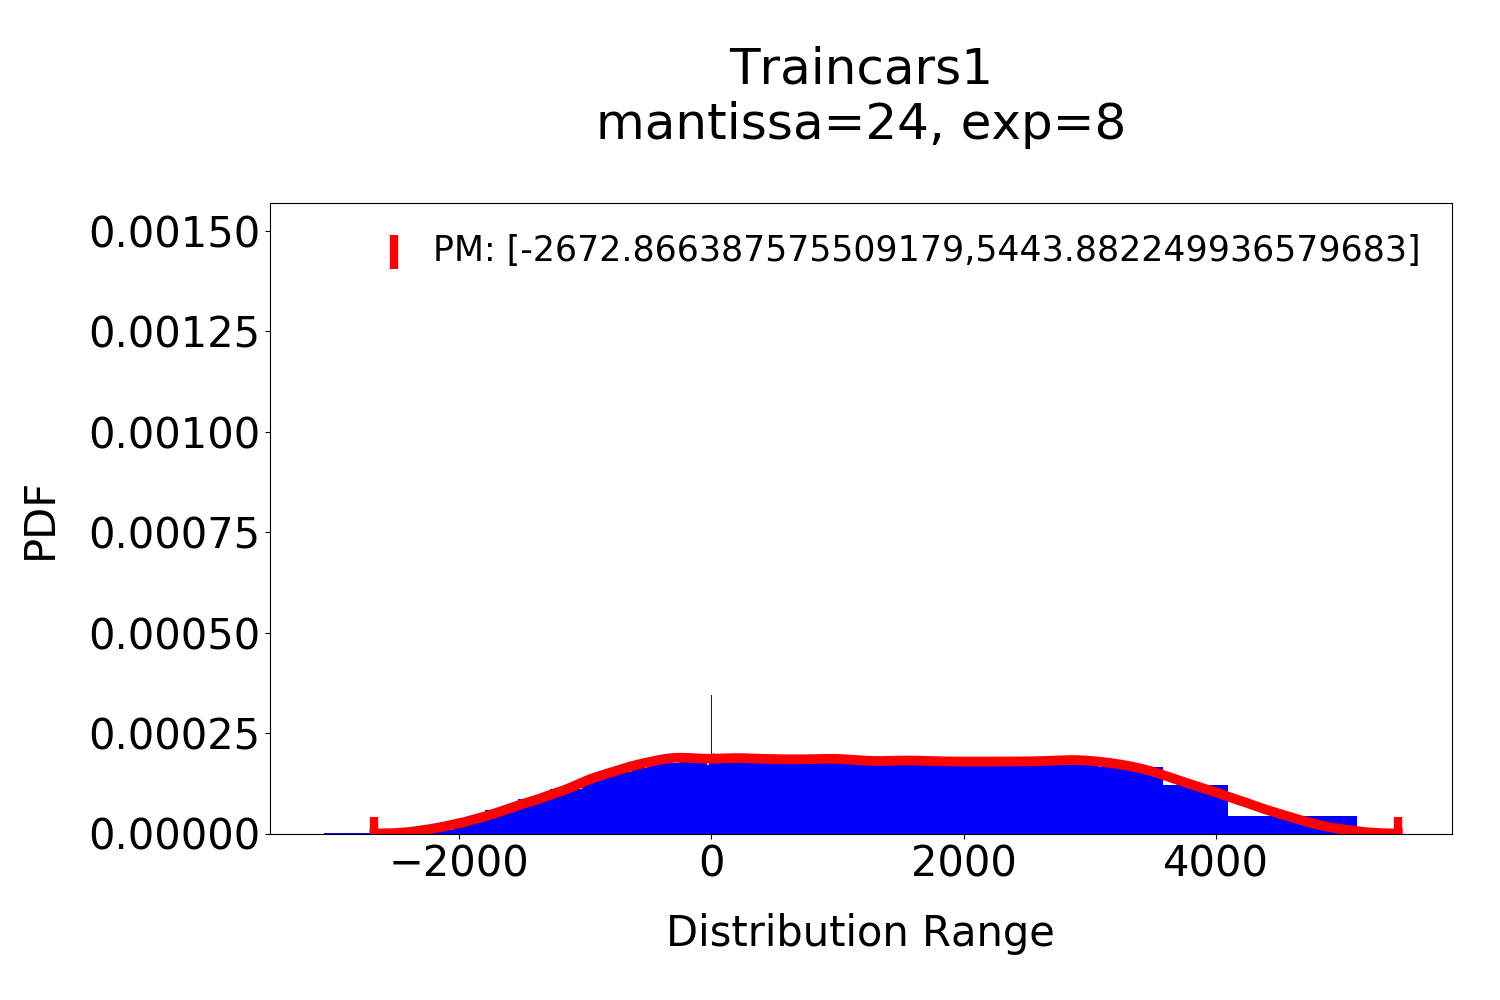 Traincars1
mantissa=24, exp=8
PM: [-2672.866387575509179,5443.882249936579683]
0.00150
0.00125
0.00100
0.00075
0.00050
0.00025
0.00000
PDF
−2000 0 2000 4000
Distribution Range